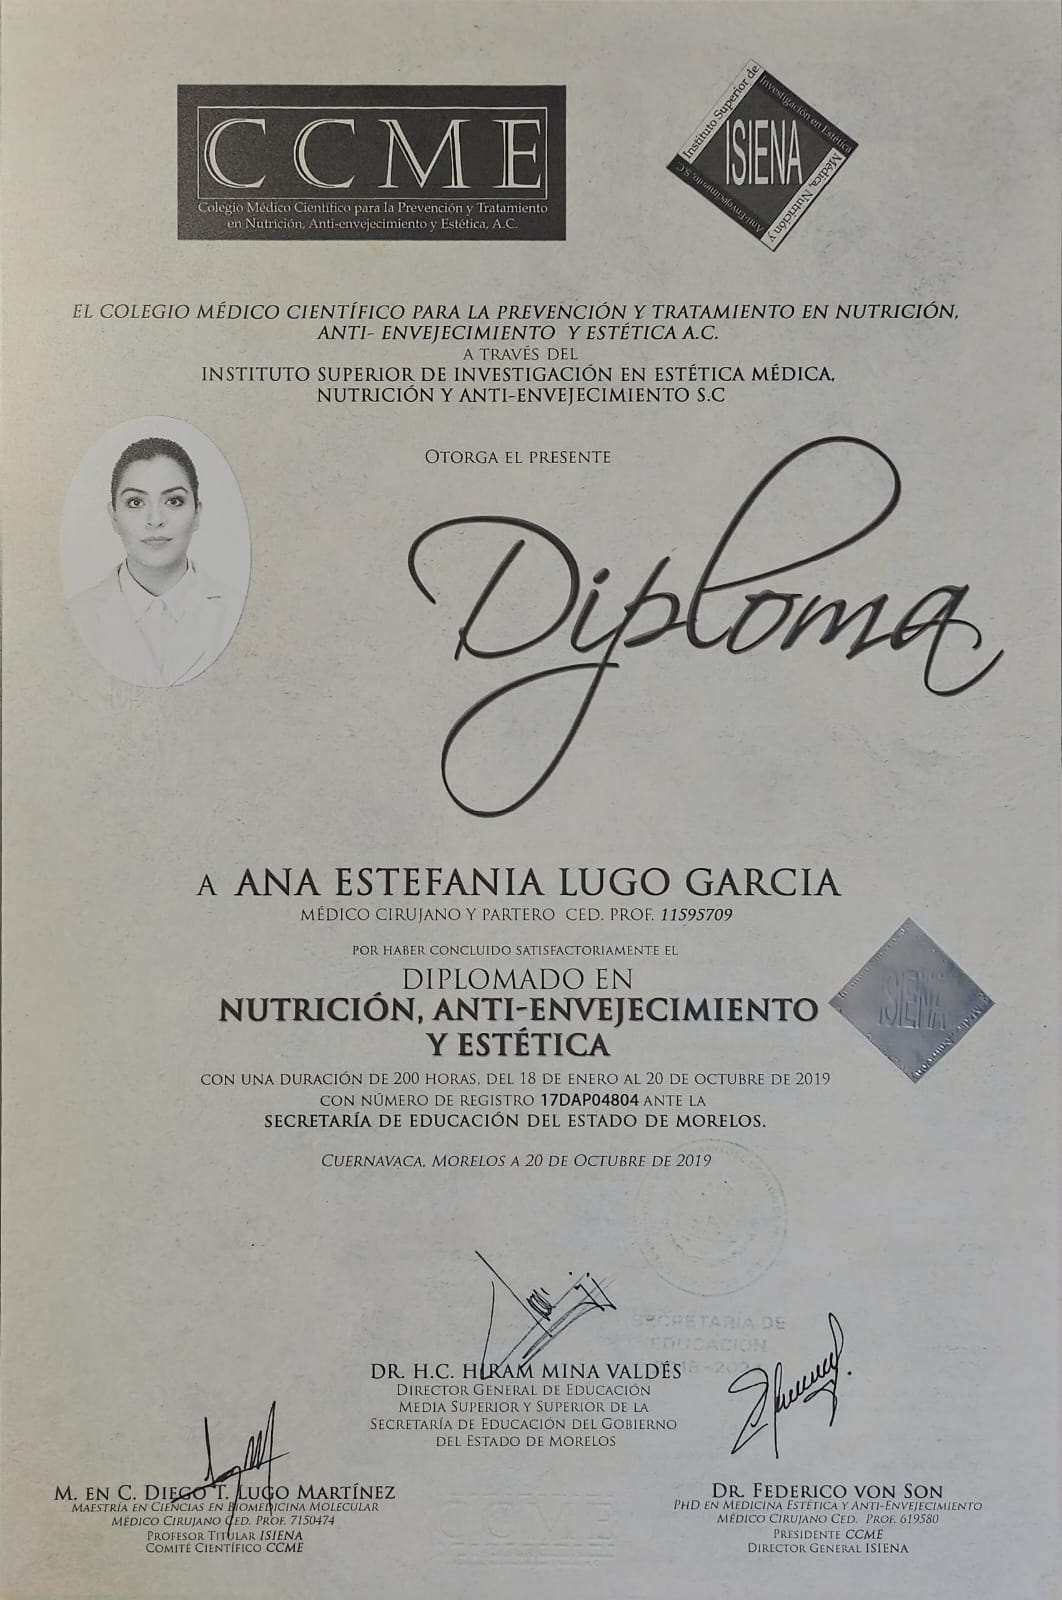 CCME
Colegio Médico Científico para la Prevención y Tratamiento
en Nutrición, Anti-envejecimiento y Estética, A.C.
Instituto Superior de
Investigación en Estética
Médica, Nutrición y
Anti-Envejecimiento, S.C.
ISIENA
EL COLEGIO MÉDICO CIENTÍFICO PARA LA PREVENCIÓN Y TRATAMIENTO EN NUTRICIÓN,
ANTI- ENVEJECIMIENTO Y ESTÉTICA A.C.
A TRAVÉS DEL
INSTITUTO SUPERIOR DE INVESTIGACIÓN EN ESTÉTICA MÉDICA,
NUTRICIÓN Y ANTI-ENVEJECIMIENTO S.C
OTORGA EL PRESENTE
Diploma
A ANA ESTEFANIA LUGO GARCIA
MÉDICO CIRUJANO Y PARTERO CED. PROF. 11595709
POR HABER CONCLUIDO SATISFACTORIAMENTE EL
DIPLOMADO EN
NUTRICIÓN, ANTI-ENVEJECIMIENTO
Y ESTÉTICA
ISIENA
CON UNA DURACIÓN DE 200 HORAS, DEL 18 DE ENERO AL 20 DE OCTUBRE DE 2019
CON NÚMERO DE REGISTRO 17DAP04804 ANTE LA
SECRETARÍA DE EDUCACIÓN DEL ESTADO DE MORELOS.
CUERNAVACA, MORELOS A 20 DE OCTUBRE DE 2019
SECRETARÍA DE
EDUCACIÓN
DR. H.C. HIRAM MINA VALDÉS
DIRECTOR GENERAL DE EDUCACIÓN
MEDIA SUPERIOR Y SUPERIOR DE LA
SECRETARÍA DE EDUCACIÓN DEL GOBIERNO
DEL ESTADO DE MORELOS
M. EN C. DIEGO T. LUGO MARTÍNEZ
MAESTRÍA EN CIENCIAS EN BIOMEDICINA MOLECULAR
MÉDICO CIRUJANO CED. PROF. 7150474
PROFESOR TITULAR ISIENA
COMITÉ CIENTÍFICO CCME
DR. FEDERICO VON SON
PHD EN MEDICINA ESTÉTICA Y ANTI-ENVEJECIMIENTO
MÉDICO CIRUJANO CED. PROF. 619580
PRESIDENTE CCME
DIRECTOR GENERAL ISIENA
CCME